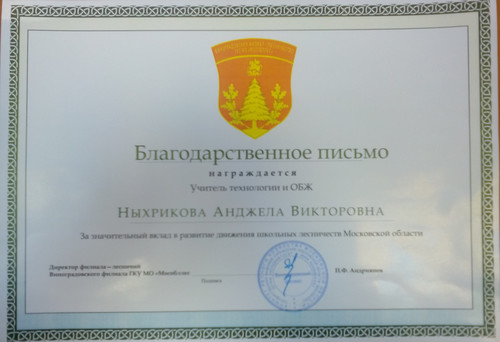 Благодарственное письмо
награждается
Учитель технологии и ОБЖ
Ныхрикова Анджела Викторовна
За значительный вклад в развитие движения школьных лесничеств Московской области
Директор филиала – лесничий
Виноградовского филиала ГКУ МО «Мособллес»
Подпись
П.Ф. Андронюк